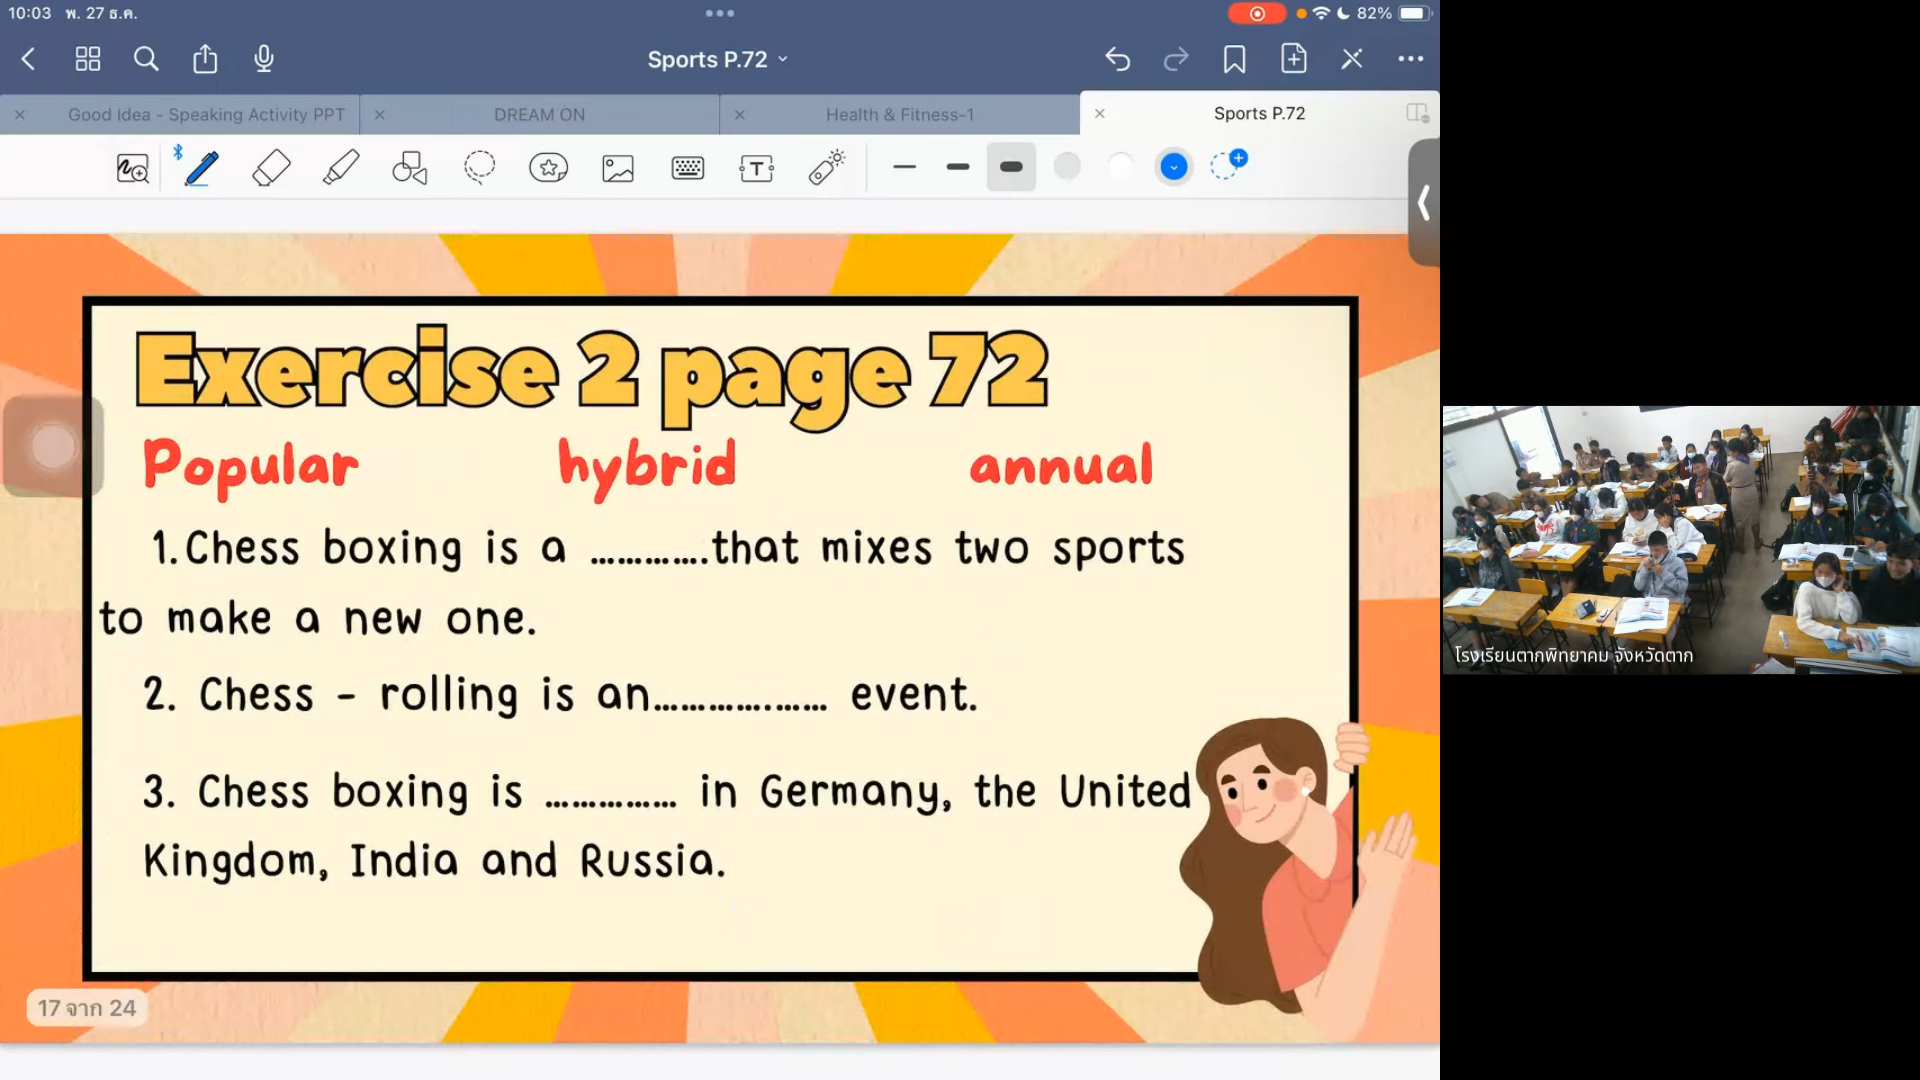 10:03 พ. 27 ธ.ค.
82%
Sports P.72
Good Idea - Speaking Activity PPT
DREAM ON
Health & Fitness-1
Sports P.72
Exercise 2 page 72
Popular hybrid annual
1.Chess boxing is a ………….that mixes two sports
to make a new one.
2. Chess - rolling is an………….…… event.
3. Chess boxing is …………… in Germany, the United
Kingdom, India and Russia.
17 จาก 24
โรงเรียนตากพิทยาคม จังหวัดตาก